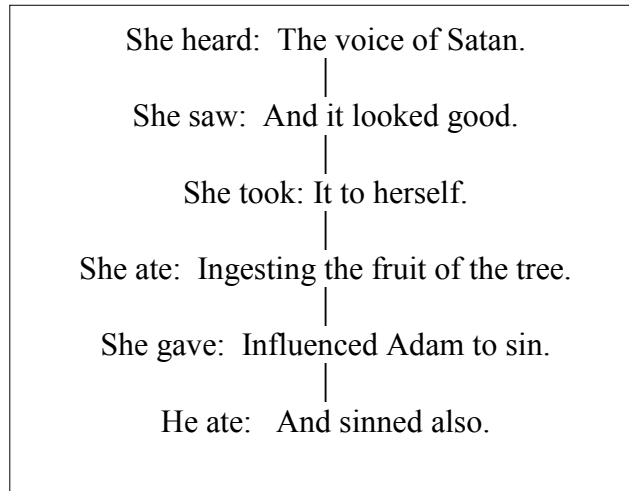 She heard: The voice of Satan.
She saw: And it looked good.
She took: It to herself.
She ate: Ingesting the fruit of the tree.
She gave: Influenced Adam to sin.
He ate: And sinned also.